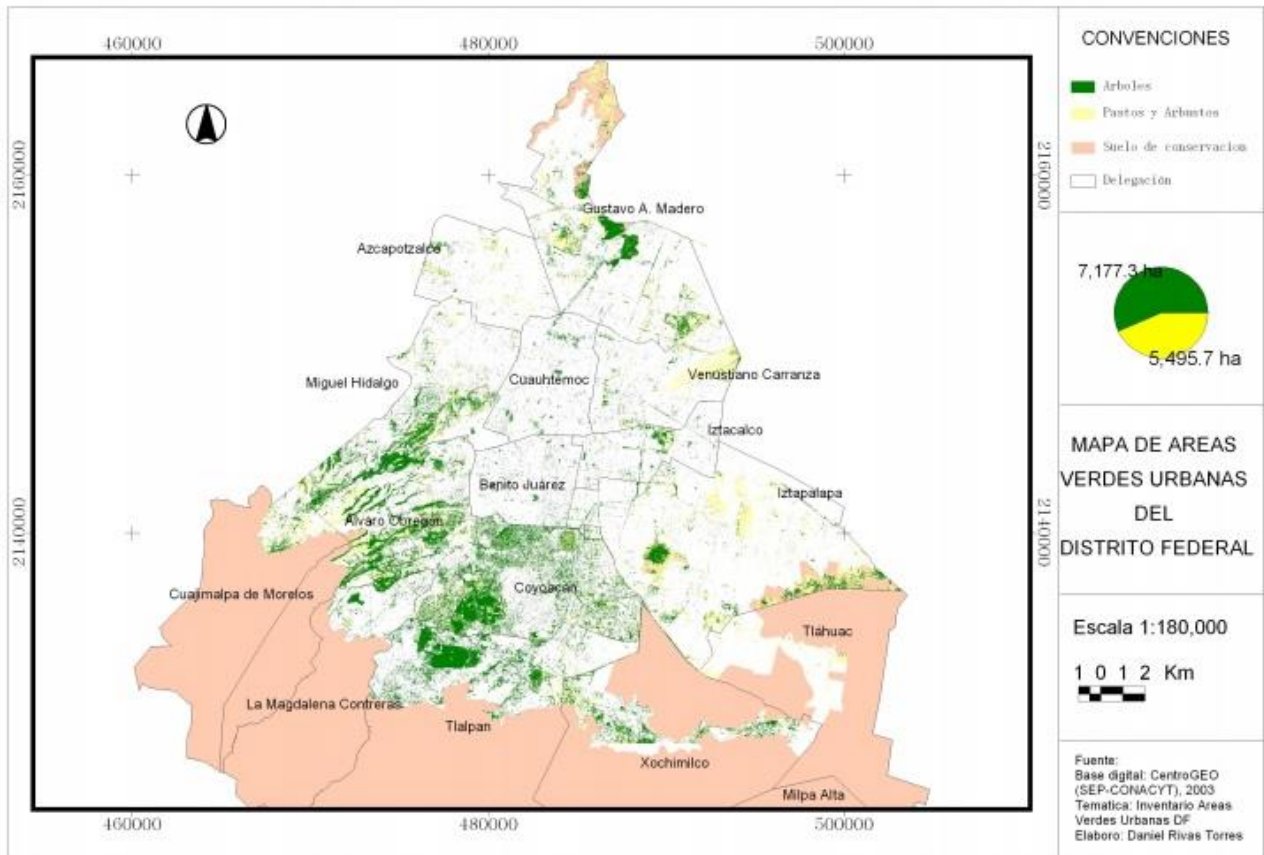 460000
480000
500000
2160000
2160000
Gustavo A. Madero
Azcapotzalco
Miguel Hidalgo
Cuauhtemoc
Venustiano Carranza
Iztacalco
Benito Juárez
Iztapalapa
Alvaro Obregon
2140000
2140000
Cuajimalpa de Morelos
Coyoacan
Tláhuac
La Magdalena Contreras
Tlalpan
Xochimilco
Milpa Alta
460000
480000
500000
CONVENCIONES
Arboles
Pastos y Arbustos
Suelo de conservacion
Delegación
7,177.3 ha
5,495.7 ha
MAPA DE AREAS
VERDES URBANAS
DEL
DISTRITO FEDERAL
Escala 1:180,000
1 0 1 2 Km
Fuente:
Base digital: CentroGEO
(SEP-CONACYT), 2003
Tematica: Inventario Areas
Verdes Urbanas DF
Elaboro: Daniel Rivas Torres